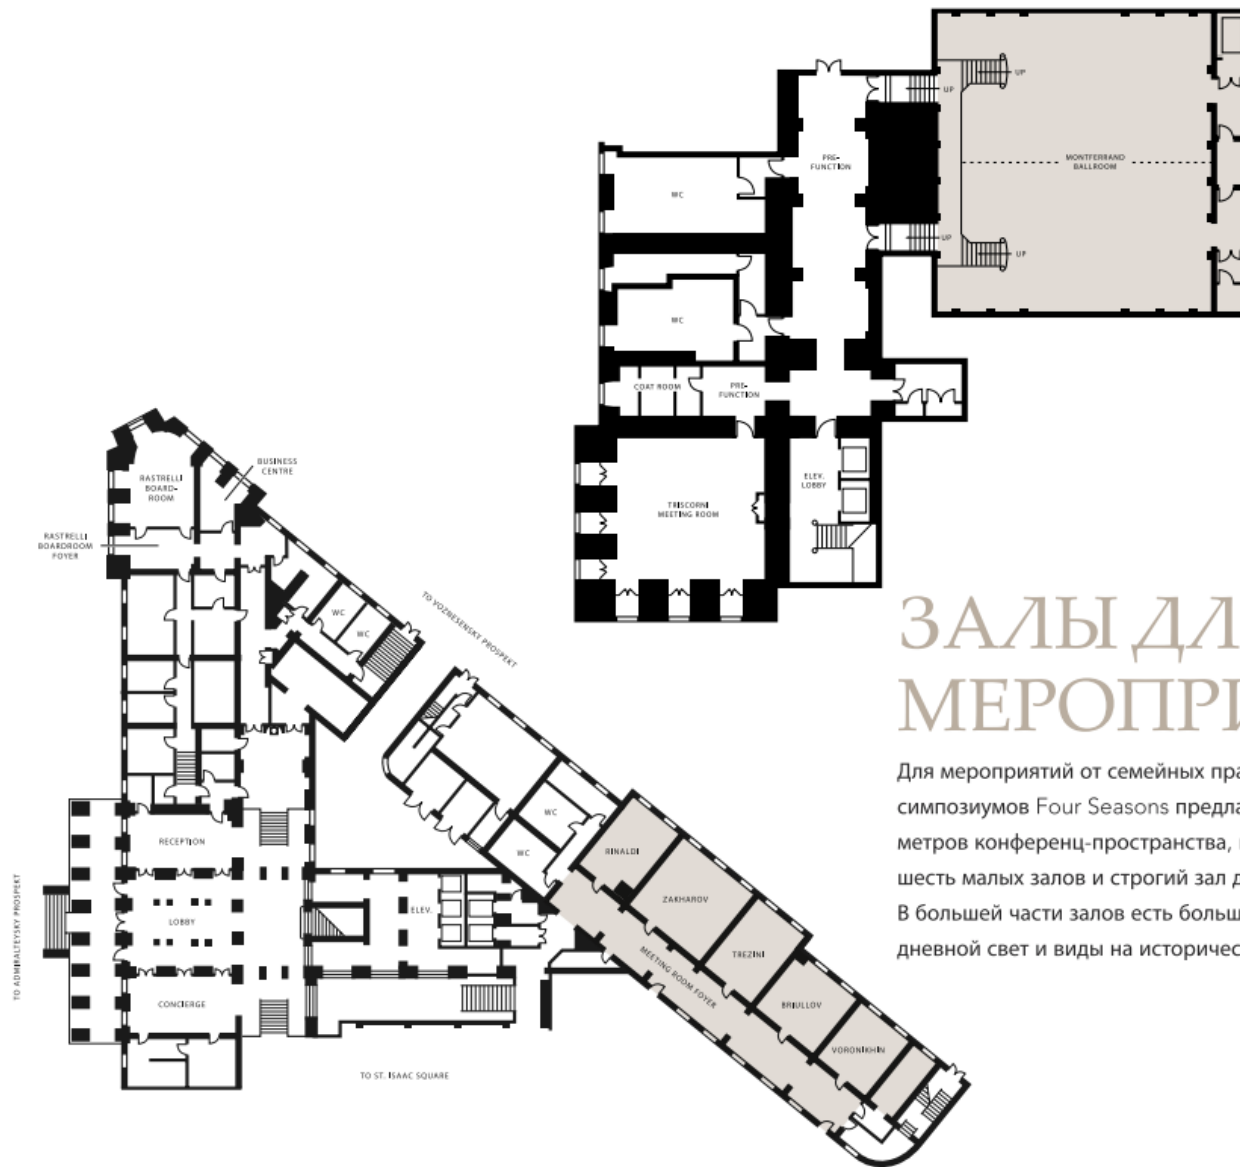 UP
UP
MONTFERRAND
BALLROOM
PRE-
FUNCTION
WC
UP
UP
WC
COAT ROOM
PRE-
FUNCTION
ELEV.
LOBBY
TRISCORNI
MEETING ROOM
BUSINESS
CENTRE
RASTRELLI
BOARD-
ROOM
RASTRELLI
BOARDROOM
FOYER
TO VOZNESENSKY PROSPEKT
WC
WC
ЗАЛЫ ДЛ
МЕРОПРИ
Для мероприятий от семейных пра
симпозиумов Four Seasons предла
метров конференц-пространства,
шесть малых залов и строгий зал д
В большей части залов есть больш
дневной свет и виды на историчес
WC
WC
RINALDI
ZAKHAROV
TREZINI
BRIULLOV
VORONIKHIN
MEETING ROOM FOYER
RECEPTION
LOBBY
ELEV.
CONCIERGE
TO ADMIRALTEYSKY PROSPEKT
TO ST. ISAAC SQUARE